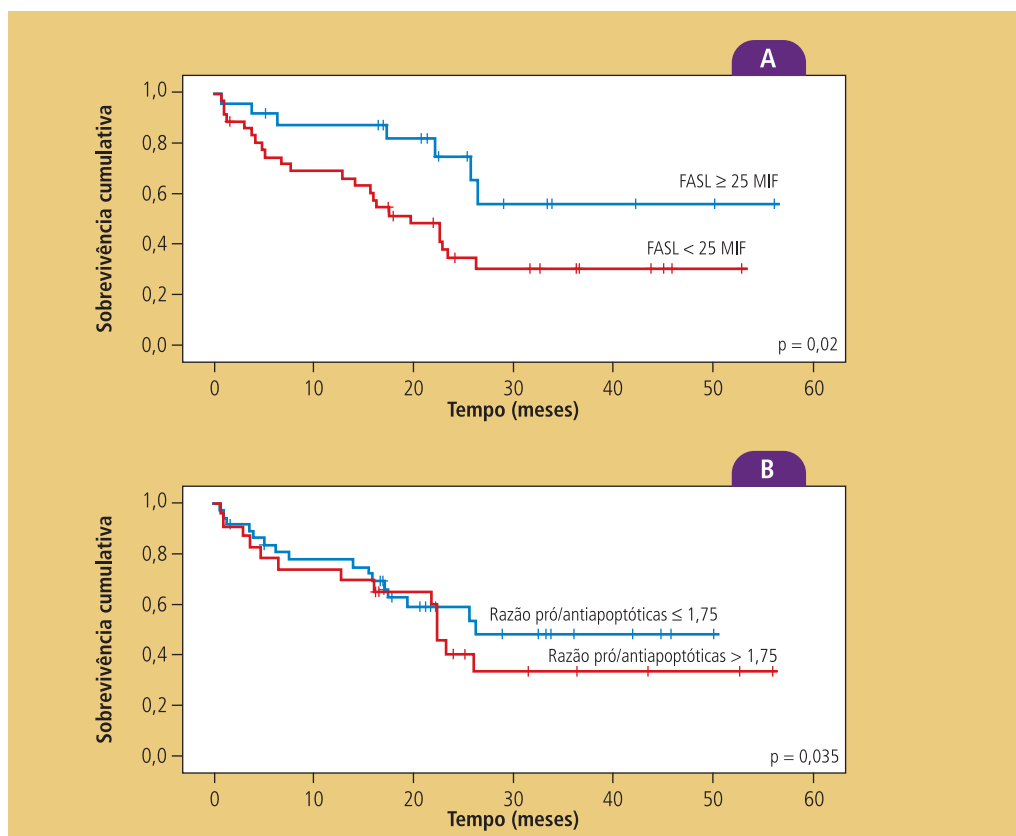 A
Sobrevivência cumulativa
1,0
0,8
0,6
0,4
0,2
0,0
FASL ≥ 25 MIF
FASL < 25 MIF
p = 0,02
0 10 20 30 40 50 60
Tempo (meses)
B
Sobrevivência cumulativa
1,0
0,8
0,6
0,4
0,2
0,0
Razão pró/antiapoptóticas ≤ 1,75
Razão pró/antiapoptóticas > 1,75
p = 0,035
0 10 20 30 40 50 60
Tempo (meses)